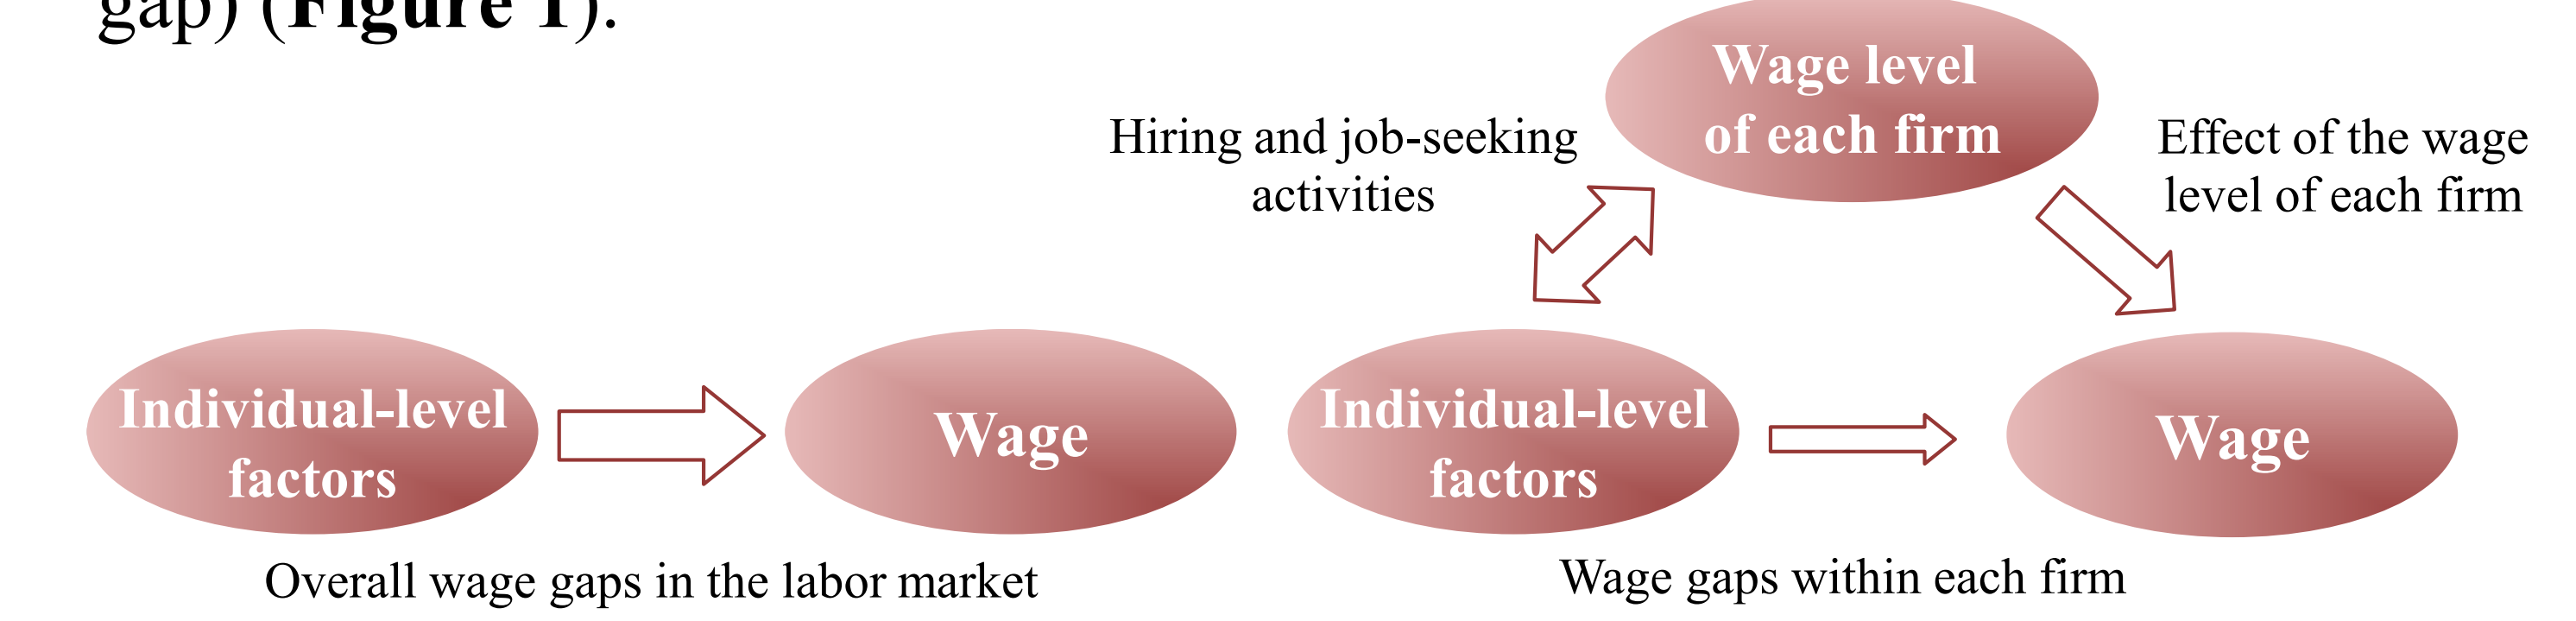 gap) (Figure 1).
Wage level
of each firm
Hiring and job-seeking
activities
Effect of the wage
level of each firm
Individual-level
factors
Wage
Individual-level
factors
Wage
Overall wage gaps in the labor market
Wage gaps within each firm